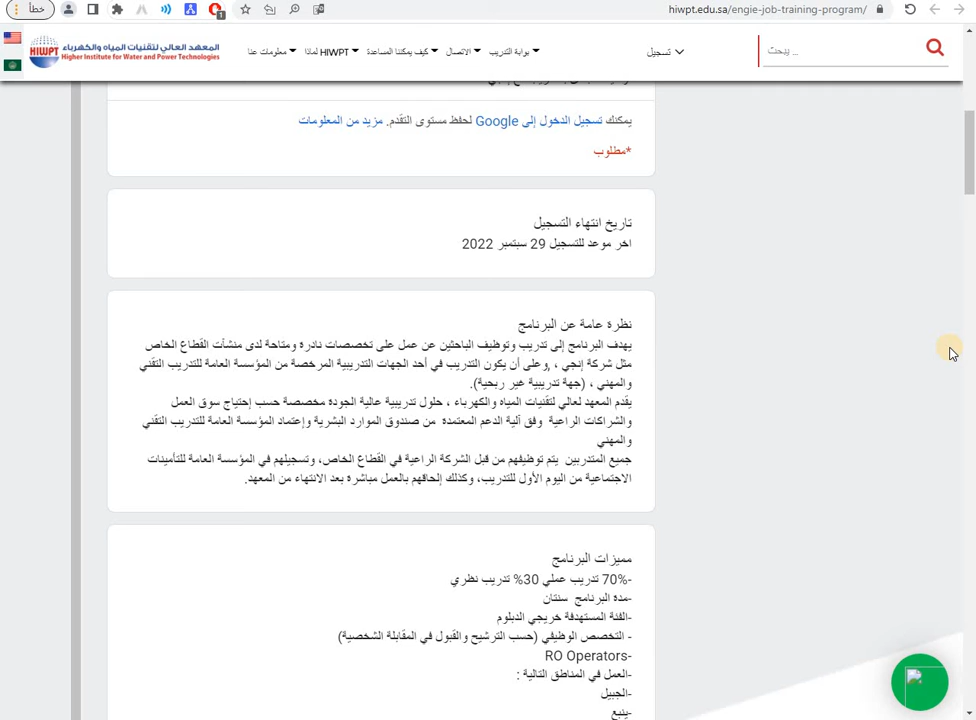 خطأ
hiwpt.edu.sa/engie-job-training-program/
HIWPT
المعهد العالي لتقنيات المياه والكهرباء
Higher Institute for Water and Power Technologies
معلومات عنا
لماذا HIWPT
كيف يمكننا المساعدة
الاتصال
بوابة التدريب
تسجيل
يبحث ...
يمكنك تسجيل الدخول إلى Google لحفظ مستوى التقدّم. مزيد من المعلومات
*مطلوب
تاريخ انتهاء التسجيل
اخر موعد للتسجيل 29 سبتمبر 2022
نظرة عامة عن البرنامج
يهدف البرنامج إلى تدريب وتوظيف الباحثين عن عمل على تخصصات نادرة ومتاحة لدى منشآت القطاع الخاص
مثل شركة إنجي ، ,وعلى أن يكون التدريب في أحد الجهات التدريبية المرخصة من المؤسسة العامة للتدريب التقني
والمهني ، (جهة تدريبية غير ربحية).
يقدم المعهد لعالي لتقنيات المياه والكهرباء ، حلول تدريبية عالية الجودة مخصصة حسب إحتياج سوق العمل
والشراكات الراعية  وفق آلية الدعم المعتمدة  من صندوق الموارد البشرية وإعتماد المؤسسة العامة للتدريب التقني
والمهني
جميع المتدربين  يتم توظيفهم من قبل الشركة الراعية في القطاع الخاص، وتسجيلهم في المؤسسة العامة للتأمينات
الاجتماعية من اليوم الأول للتدريب، وكذلك إلحاقهم بالعمل مباشرة بعد الانتهاء من المعهد.
مميزات البرنامج
-70% تدريب عملي 30% تدريب نظري
-مدة البرنامج  سنتان
-الفئة المستهدفة خريجي الدبلوم
- التخصص الوظيفي (حسب الترشيح والقبول في المقابلة الشخصية)
-RO Operators
-العمل في المناطق التالية :
-الجبيل
-ينبع